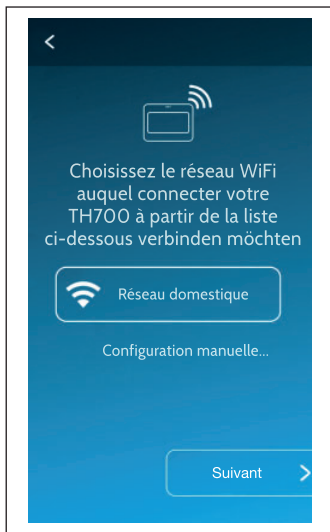 Choisissez le réseau WiFi
auquel connecter votre
TH700 à partir de la liste
ci-dessous verbinden möchten
Réseau domestique
Configuration manuelle...
Suivant